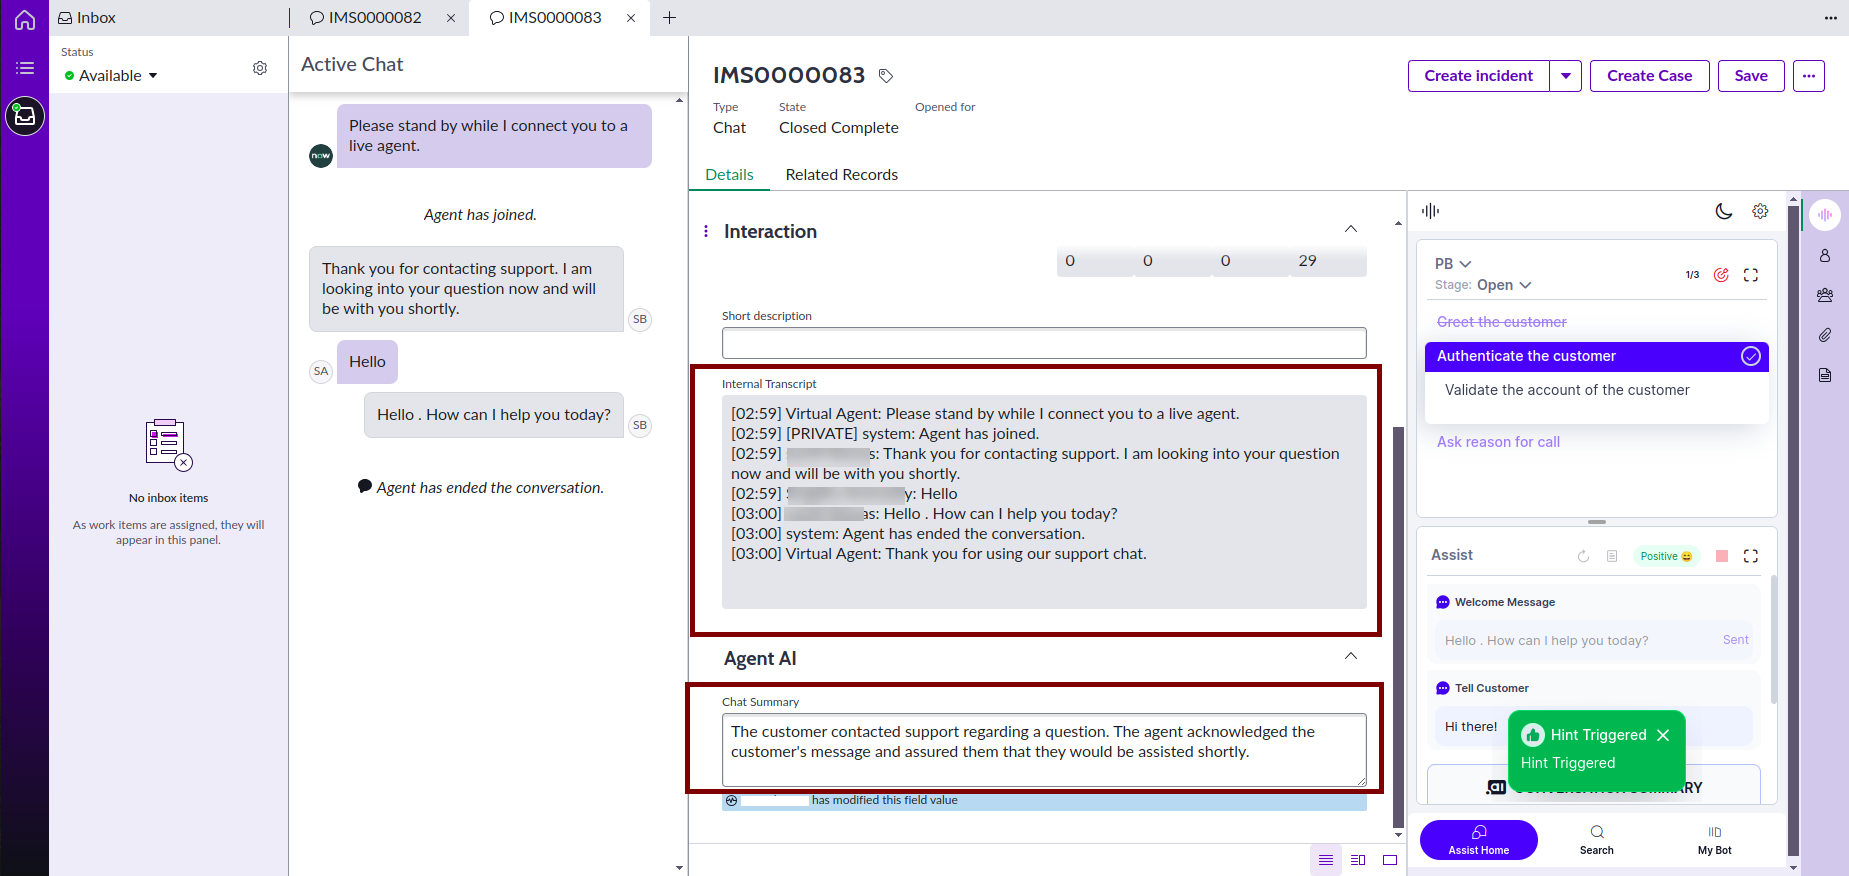 Inbox
IMS0000082
IMS0000083
Status
Available
No inbox items
As work items are assigned, they will
appear in this panel.
Active Chat
Please stand by while I connect you to a
live agent.
now
Agent has joined.
Thank you for contacting support. I am
looking into your question now and will
be with you shortly.
SB
Hello
SA
Hello . How can I help you today?
SB
Agent has ended the conversation.
IMS0000083
Create incident
Create Case
Save
Type
State
Opened for
Chat
Closed Complete
Details
Related Records
Interaction
0 0 0 29
Short description
Internal Transcript
[02:59] Virtual Agent: Please stand by while I connect you to a live agent.
[02:59] [PRIVATE] system: Agent has joined.
[02:59] s: Thank you for contacting support. I am looking into your question
now and will be with you shortly.
[02:59] y: Hello
[03:00] as: Hello . How can I help you today?
[03:00] system: Agent has ended the conversation.
[03:00] Virtual Agent: Thank you for using our support chat.
Agent AI
Chat Summary
The customer contacted support regarding a question. The agent acknowledged the
customer's message and assured them that they would be assisted shortly.
has modified this field value
PB
Stage: Open
1/3
Greet the customer
Authenticate the customer
Validate the account of the customer
Ask reason for call
Assist
Positive
Welcome Message
Hello . How can I help you today?
Sent
Tell Customer
Hi there!
Hint Triggered
Hint Triggered
.ai
Assist Home
Search
My Bot